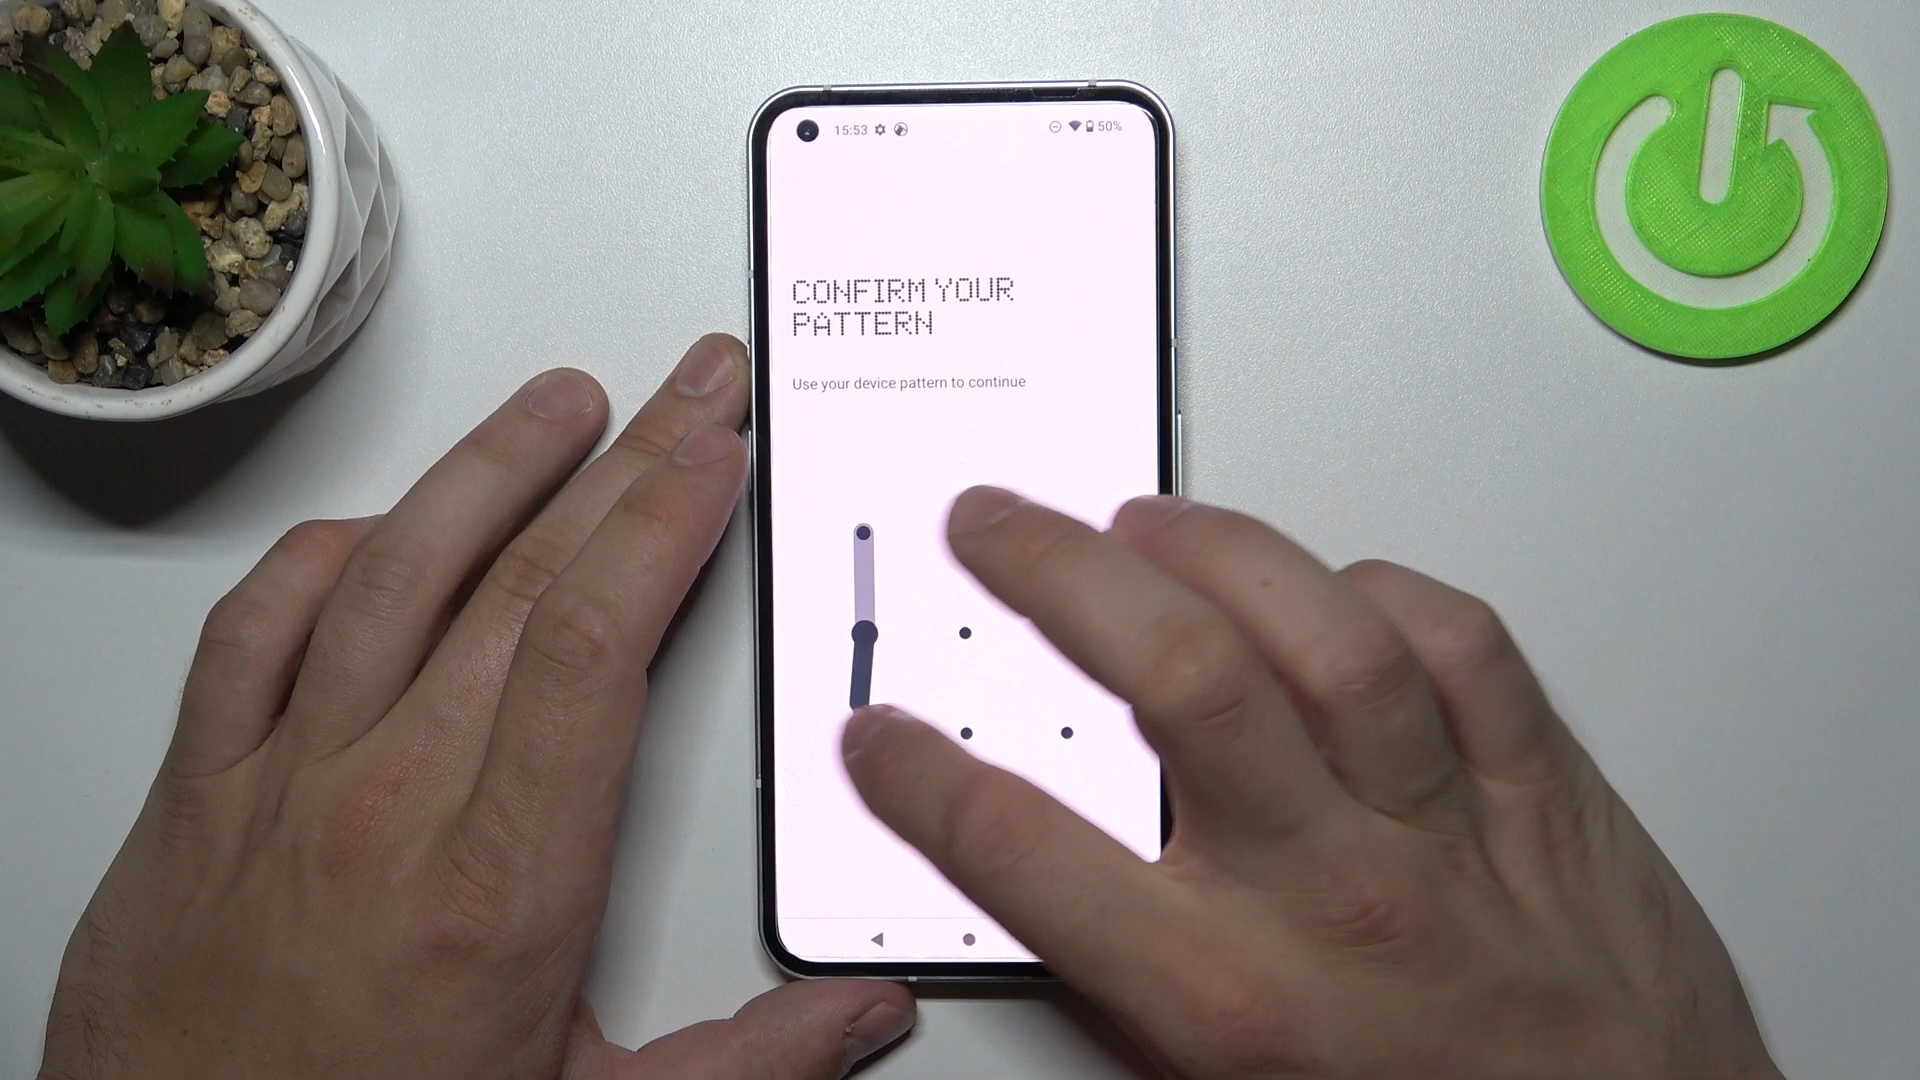 15:53
50%
CONFIRM YOUR
PATTERN
Use your device pattern to continue